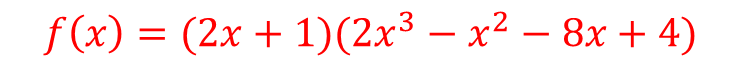 f(x) = (2x + 1)(2x³ − x² − 8x + 4)